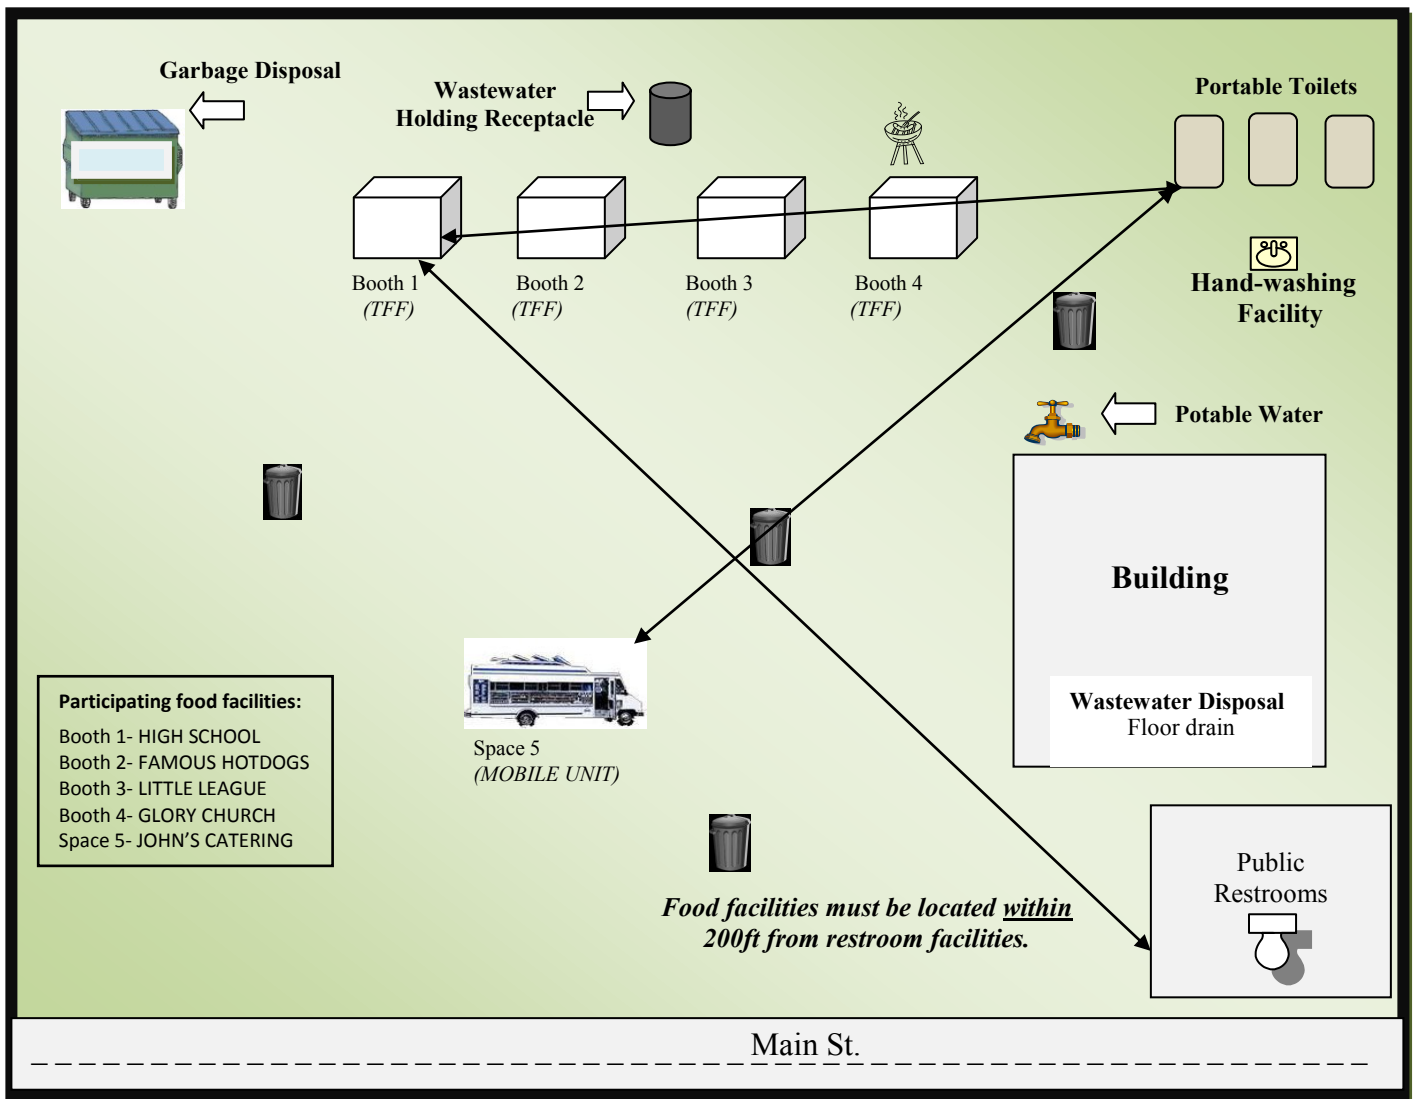 Garbage Disposal
Wastewater
Holding Receptacle
Portable Toilets
Booth 1
(TFF)
Booth 2
(TFF)
Booth 3
(TFF)
Booth 4
(TFF)
Hand-washing
Facility
Potable Water
Building
Wastewater Disposal
Floor drain
Participating food facilities:
Booth 1- HIGH SCHOOL
Booth 2- FAMOUS HOTDOGS
Booth 3- LITTLE LEAGUE
Booth 4- GLORY CHURCH
Space 5- JOHN’S CATERING
Space 5
(MOBILE UNIT)
Public
Restrooms
Food facilities must be located within
200ft from restroom facilities.
Main St.